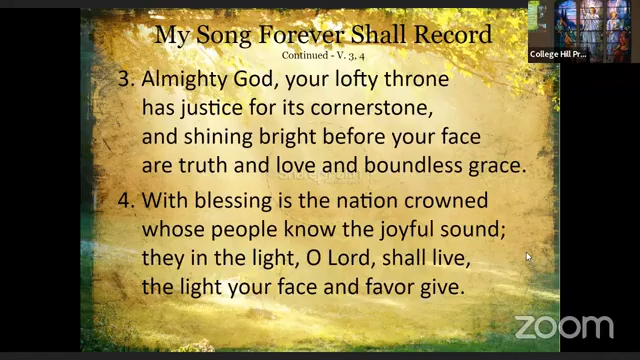 My Song Forever Shall Record
Continued - V. 3, 4
3. Almighty God, your lofty throne
has justice for its cornerstone,
and shining bright before your face
are truth and love and boundless grace.
4. With blessing is the nation crowned
whose people know the joyful sound;
they in the light, O Lord, shall live,
the light your face and favor give.
College Hill Pr...
zoom